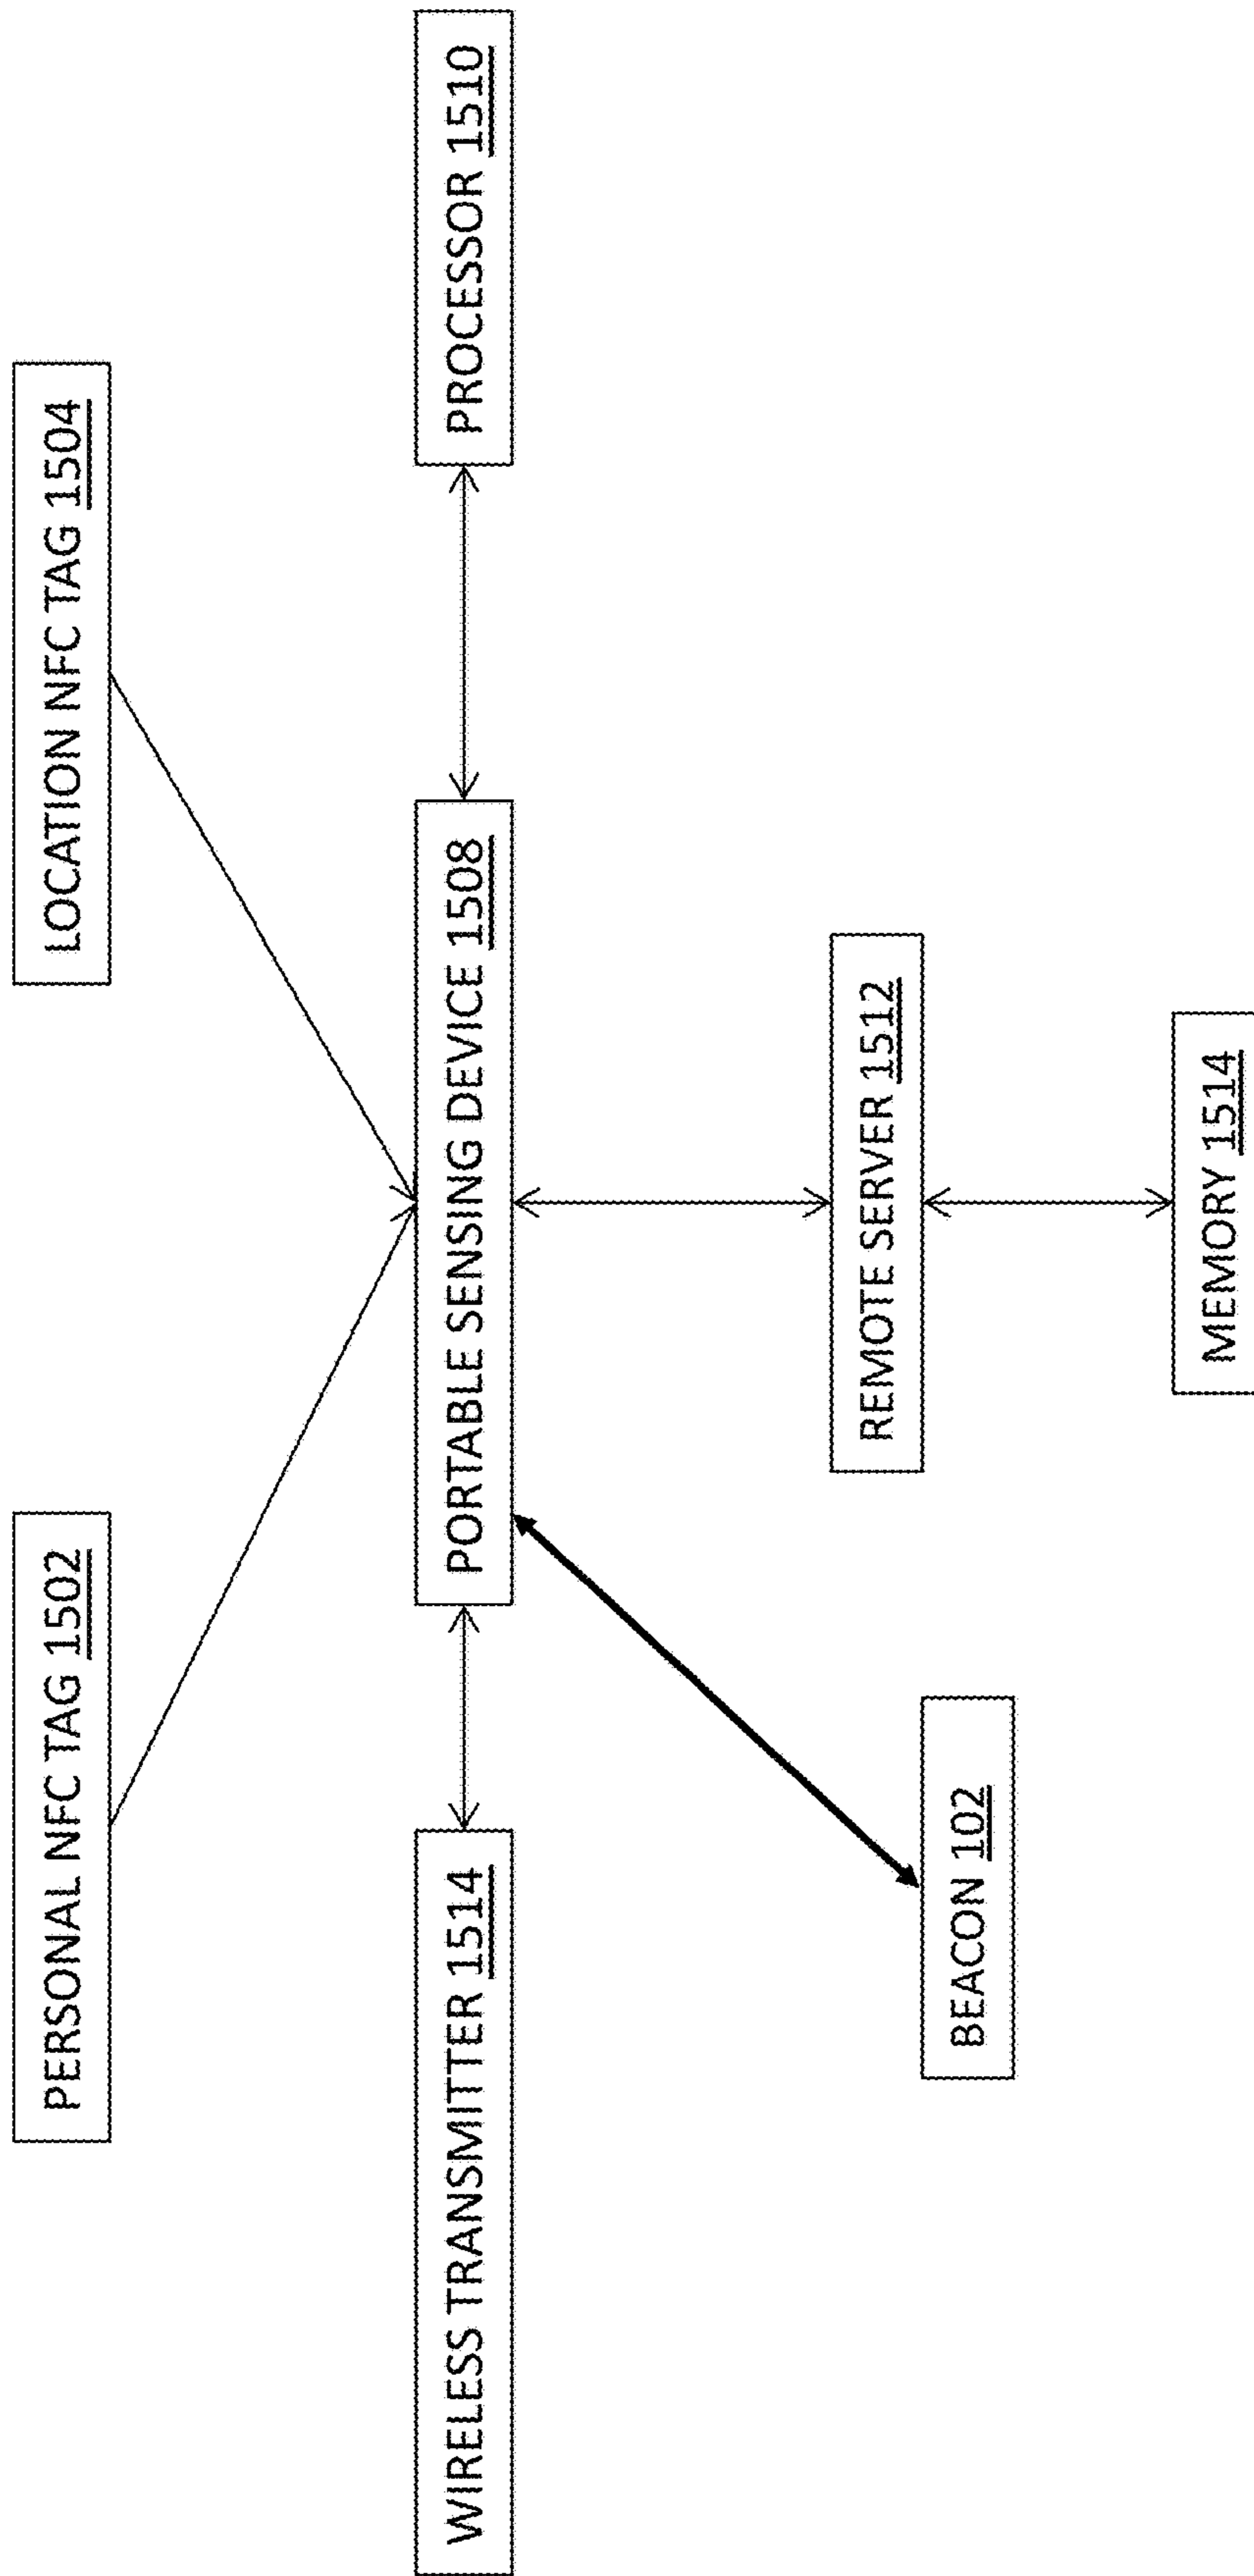 PERSONAL NFC TAG 1502
LOCATION NFC TAG 1504
WIRELESS TRANSMITTER 1514
PORTABLE SENSING DEVICE 1508
PROCESSOR 1510
REMOTE SERVER 1512
BEACON 102
MEMORY 1514